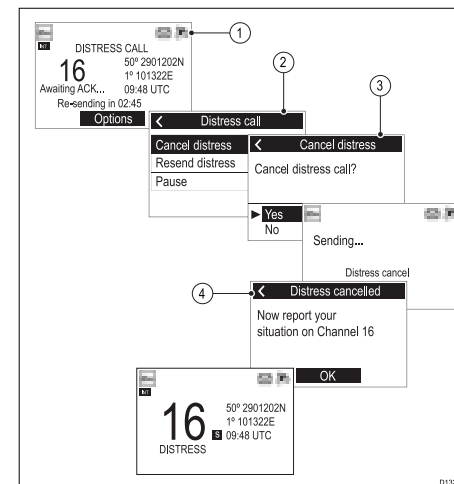 1
INT
DISTRESS CALL
16
50º 2901202N
1º 101322E
Awaiting ACK...
09:48 UTC
Re-sending in 02:45
Options
2
Distress call
Cancel distress
Resend distress
Pause
3
Cancel distress
Cancel distress call?
Yes
No
Sending...
Distress cancel
4
Distress cancelled
Now report your
situation on Channel 16
OK
INT
16
50º 2901202N
1º 101322E
S 09:48 UTC
DISTRESS